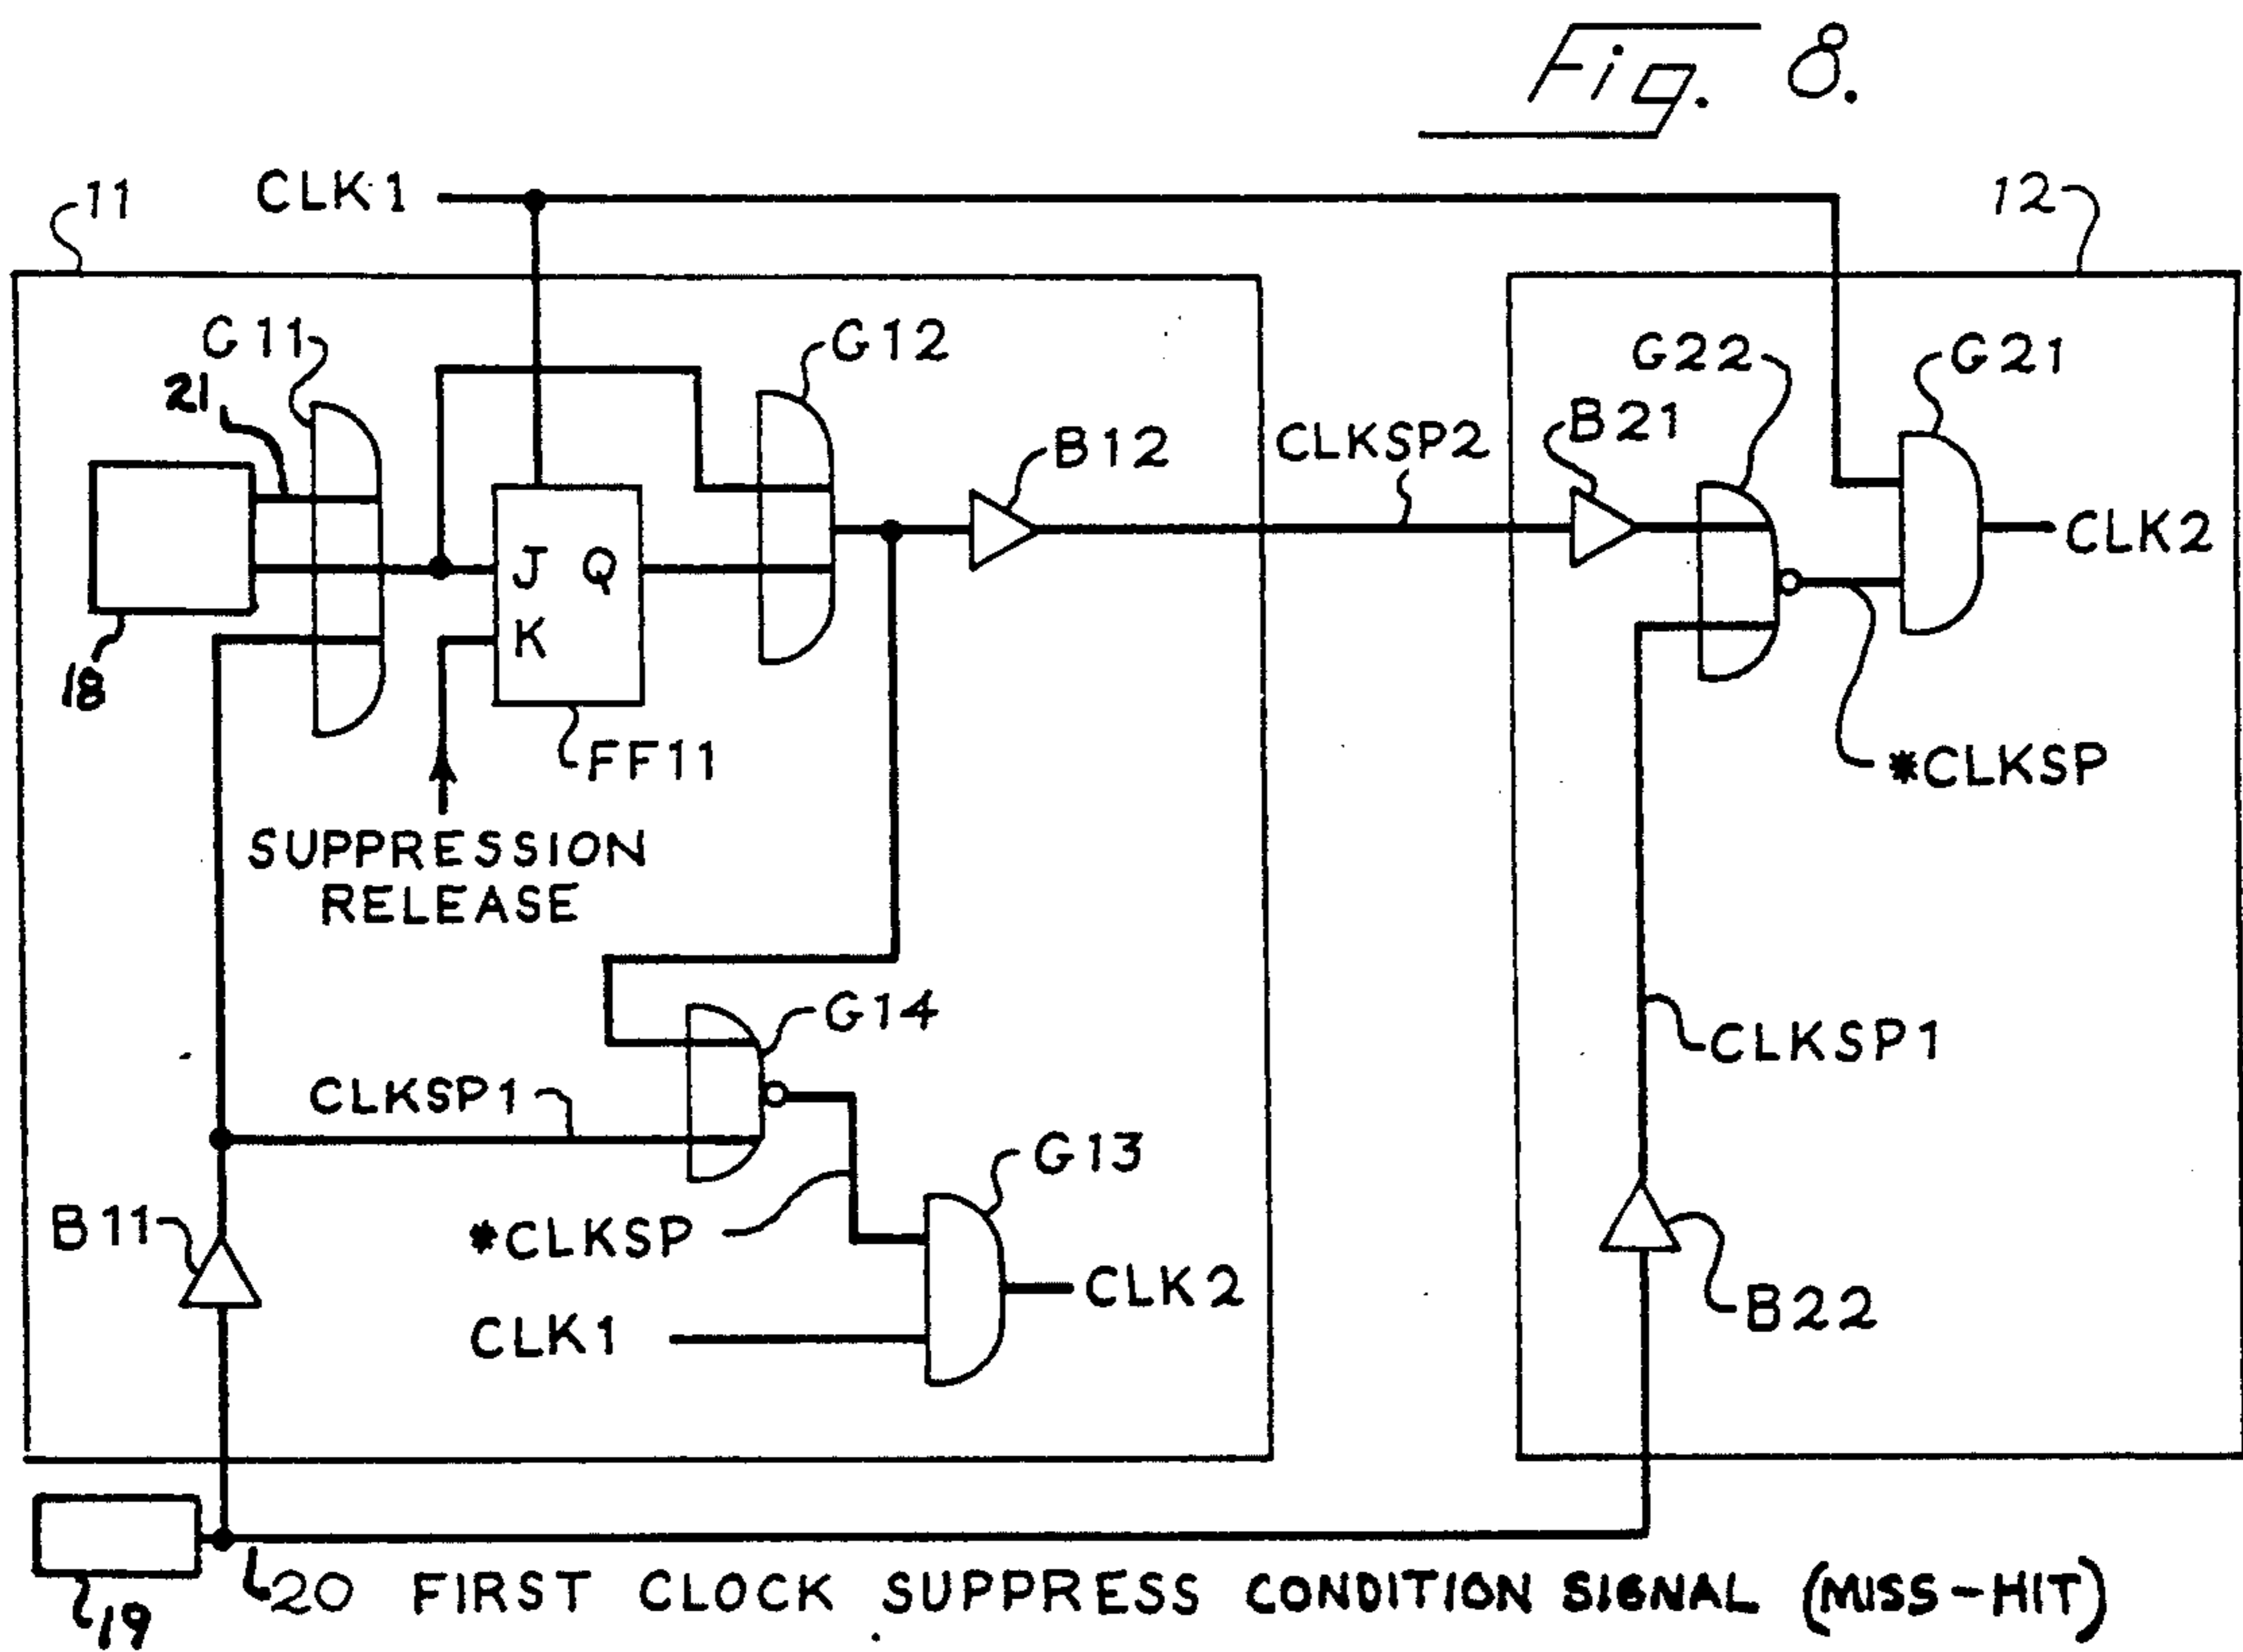 Fig. 8.
11
CLK1
12
G11
G12
G22
G21
21
B12
CLKSP2
B21
CLK2
J Q
K
18
FF11
*CLKSP
SUPPRESSION
RELEASE
G14
CLKSP1
CLKSP1
G13
B11
*CLKSP
CLK2
B22
CLK1
20 FIRST CLOCK SUPPRESS CONDITION SIGNAL (MISS-HIT)
19